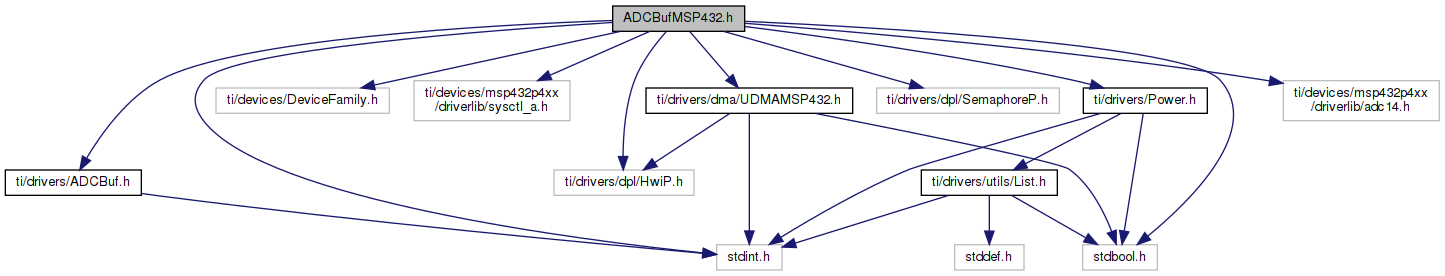 ADCBufMSP432.h
ti/devices/DeviceFamily.h
ti/devices/msp432p4xx
/driverlib/sysctl_a.h
ti/drivers/dma/UDMAMSP432.h
ti/drivers/dpl/SemaphoreP.h
ti/drivers/Power.h
ti/devices/msp432p4xx
/driverlib/adc14.h
ti/drivers/ADCBuf.h
ti/drivers/dpl/HwiP.h
ti/drivers/utils/List.h
stdint.h
stddef.h
stdbool.h